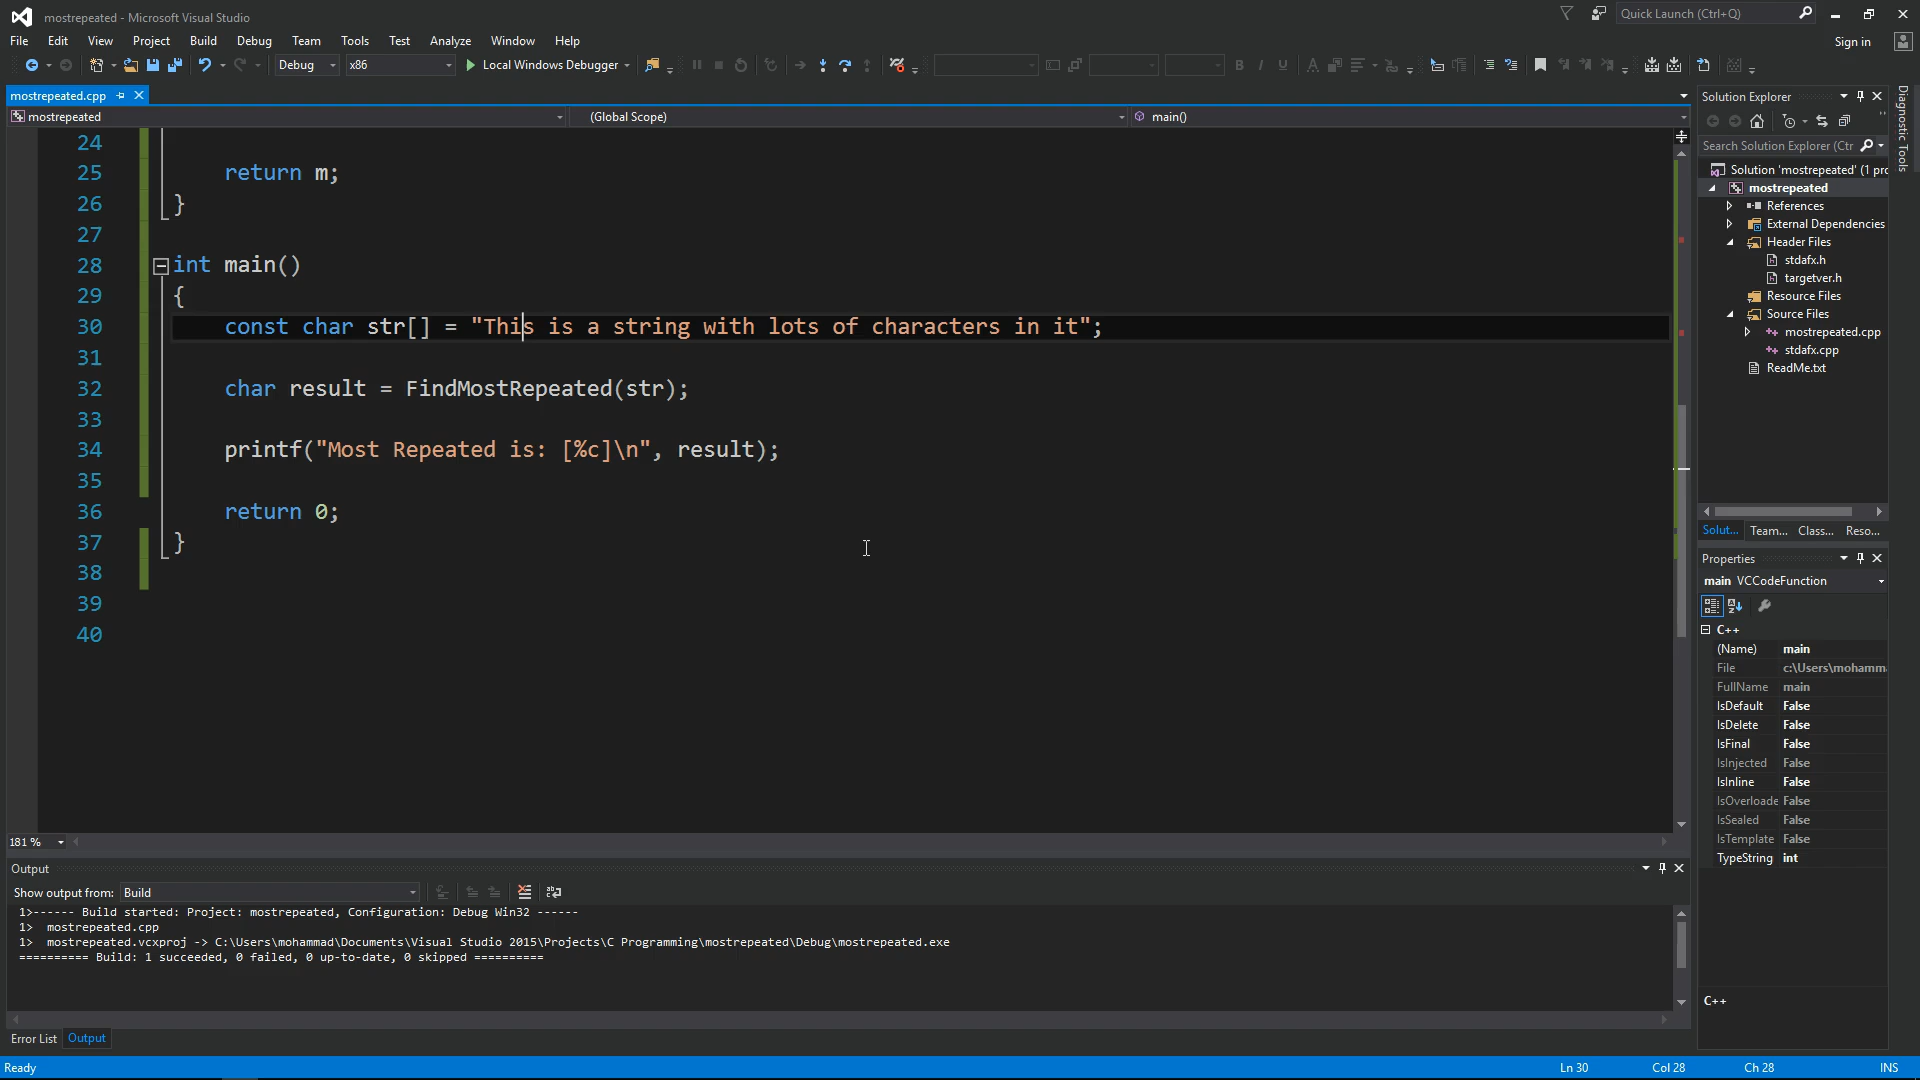 mostrepeated - Microsoft Visual Studio
Quick Launch (Ctrl+Q)
File Edit View Project Build Debug Team Tools Test Analyze Window Help
Sign in
Debug x86 Local Windows Debugger
mostrepeated.cpp
mostrepeated (Global Scope) main()
24
25 return m;
26 }
27
28 int main()
29 {
30 const char str[] = "This is a string with lots of characters in it";
31
32 char result = FindMostRepeated(str);
33
34 printf("Most Repeated is: [%c]\n", result);
35
36 return 0;
37 }
38
39
40
181 %
Solution Explorer
Search Solution Explorer (Ctr
Solution 'mostrepeated' (1 pro
mostrepeated
References
External Dependencies
Header Files
stdafx.h
targetver.h
Resource Files
Source Files
mostrepeated.cpp
stdafx.cpp
ReadMe.txt
Solut... Team... Class... Reso...
Diagnostic Tools
Properties
main VCCodeFunction
C++
(Name) main
File c:\Users\mohamm
FullName main
IsDefault False
IsDelete False
IsFinal False
IsInjected False
IsInline False
IsOverloade False
IsSealed False
IsTemplate False
TypeString int
C++
Output
Show output from: Build
1>------ Build started: Project: mostrepeated, Configuration: Debug Win32 ------
1> mostrepeated.cpp
1> mostrepeated.vcxproj -> C:\Users\mohammad\Documents\Visual Studio 2015\Projects\C Programming\mostrepeated\Debug\mostrepeated.exe
========== Build: 1 succeeded, 0 failed, 0 up-to-date, 0 skipped ==========
Error List Output
Ready Ln 30 Col 28 Ch 28 INS